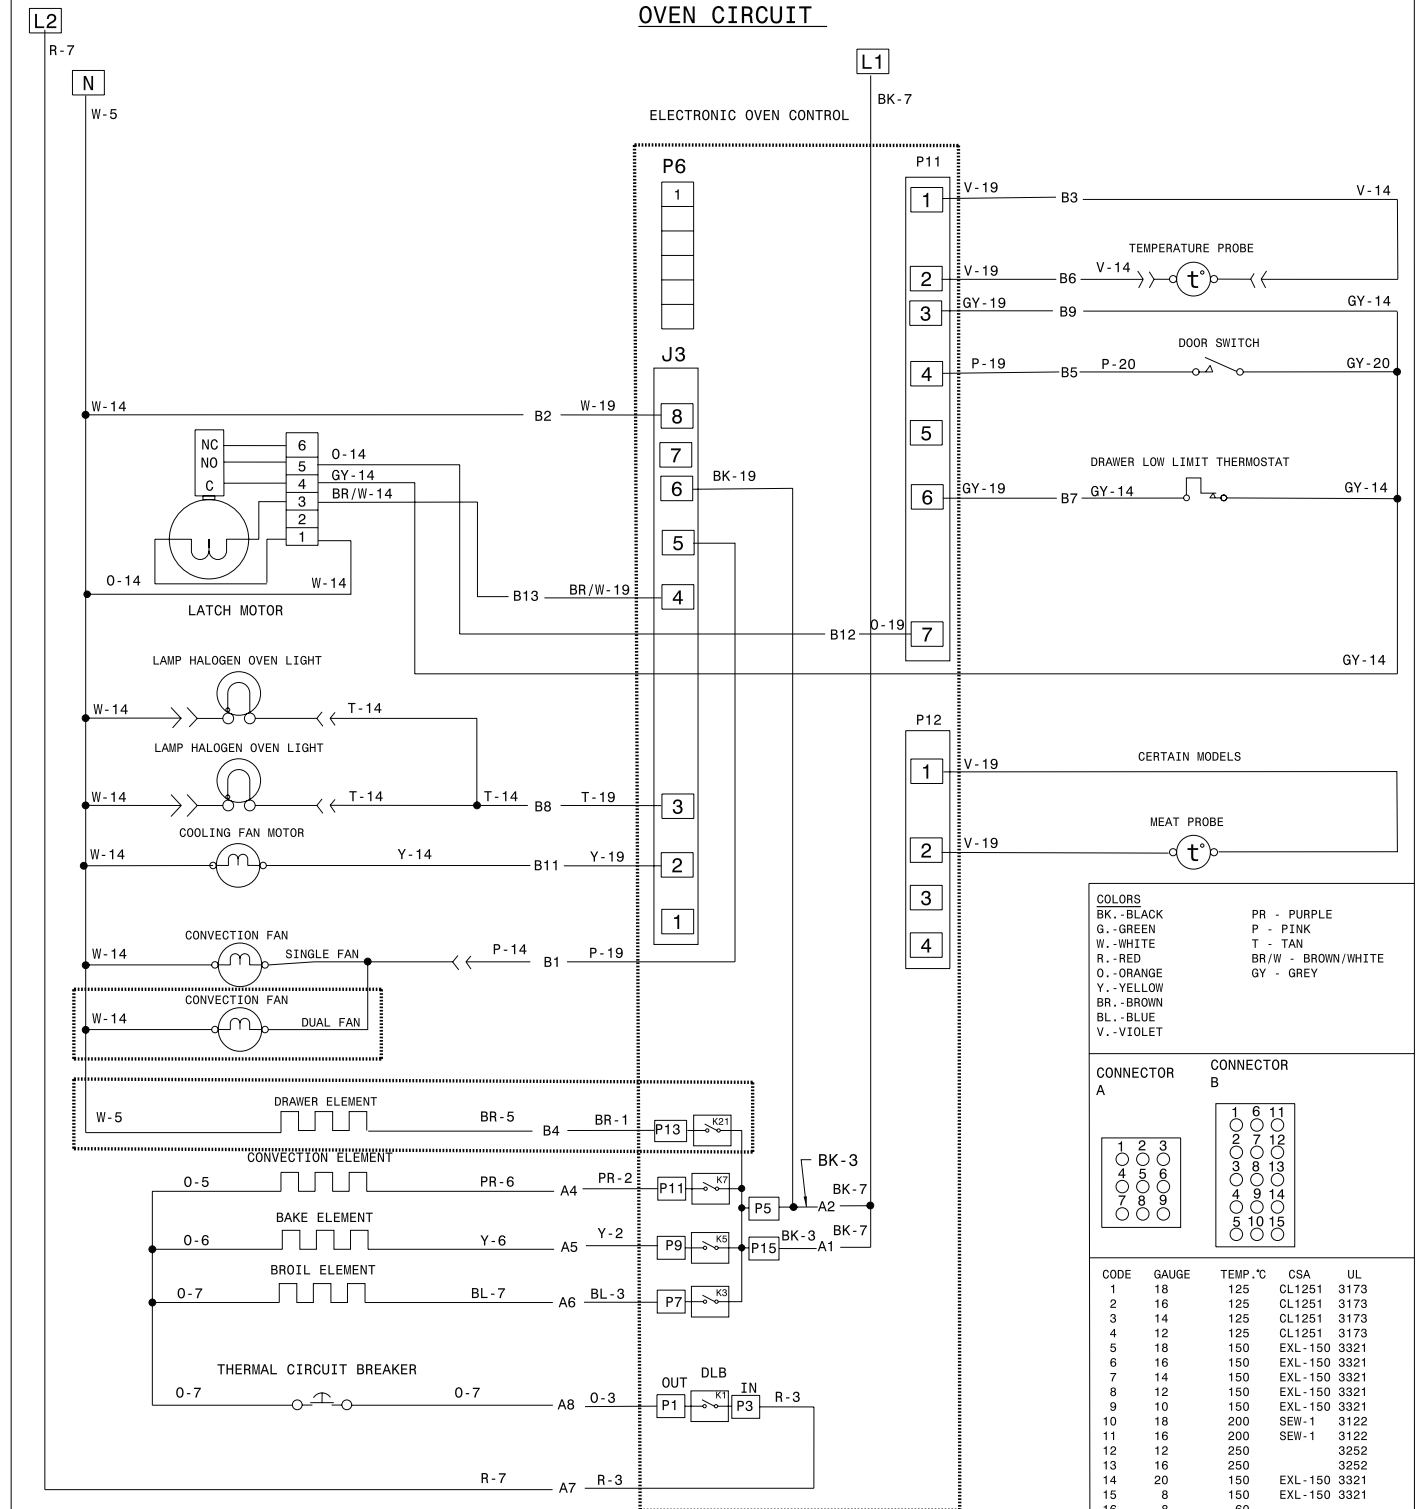 OVEN CIRCUIT
L2
R-7
N
W-5
L1
BK-7
ELECTRONIC OVEN CONTROL
P6
1
P11
1
V-19
B3
V-14
TEMPERATURE PROBE
2
V-19
B6
V-14
t°
3
GY-19
B9
GY-14
DOOR SWITCH
4
P-19
B5
P-20
GY-20
5
DRAWER LOW LIMIT THERMOSTAT
6
GY-19
B7
GY-14
GY-14
J3
W-14
B2
W-19
8
7
6
BK-19
5
NC
NO
C
6
5
4
3
2
1
O-14
GY-14
BR/W-14
O-14
W-14
LATCH MOTOR
B13
BR/W-19
4
B12
O-19
7
GY-14
LAMP HALOGEN OVEN LIGHT
W-14
T-14
LAMP HALOGEN OVEN LIGHT
W-14
T-14
T-14
B8
T-19
3
COOLING FAN MOTOR
W-14
Y-14
B11
Y-19
2
1
P12
1
V-19
CERTAIN MODELS
MEAT PROBE
2
V-19
t°
3
4
CONVECTION FAN
W-14
SINGLE FAN
P-14
B1
P-19
CONVECTION FAN
W-14
DUAL FAN
DRAWER ELEMENT
W-5
BR-5
B4
BR-1
P13
K21
CONVECTION ELEMENT
O-5
PR-6
A4
PR-2
P11
K7
BK-3
P5
A2
BK-7
BAKE ELEMENT
O-6
Y-6
A5
Y-2
P9
K5
P15
BK-3
A1
BK-7
BROIL ELEMENT
O-7
BL-7
A6
BL-3
P7
K3
THERMAL CIRCUIT BREAKER
O-7
O-7
A8
O-3
OUT
DLB
IN
P1
K1
P3
R-3
R-7
A7
R-3
COLORS
BK.-BLACK PR - PURPLE
G.-GREEN P - PINK
W.-WHITE T - TAN
R.-RED BR/W - BROWN/WHITE
O.-ORANGE GY - GREY
Y.-YELLOW
BR.-BROWN
BL.-BLUE
V.-VIOLET
CONNECTOR
A
1 2 3
4 5 6
7 8 9
CONNECTOR
B
1 6 11
2 7 12
3 8 13
4 9 14
5 10 15
CODE GAUGE TEMP.°C CSA UL
1 18 125 CL1251 3173
2 16 125 CL1251 3173
3 14 125 CL1251 3173
4 12 125 CL1251 3173
5 18 150 EXL-150 3321
6 16 150 EXL-150 3321
7 14 150 EXL-150 3321
8 12 150 EXL-150 3321
9 10 150 EXL-150 3321
10 18 200 SEW-1 3122
11 16 200 SEW-1 3122
12 12 250 3252
13 16 250 3252
14 20 150 EXL-150 3321
15 8 150 EXL-150 3321